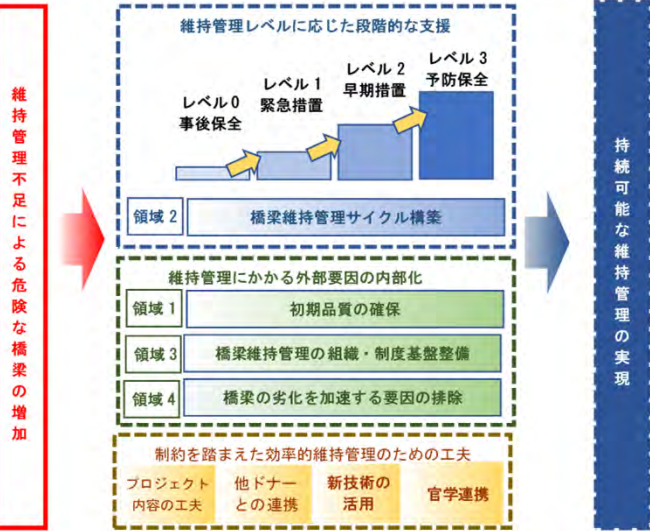 維持管理不足による危険な橋梁の増加
維持管理レベルに応じた段階的な支援
レベル0
事後保全
レベル1
緊急措置
レベル2
早期措置
レベル3
予防保全
領域2
橋梁維持管理サイクル構築
維持管理にかかる外部要因の内部化
領域1
初期品質の確保
領域3
橋梁維持管理の組織・制度基盤整備
領域4
橋梁の劣化を加速する要因の排除
制約を踏まえた効率的維持管理のための工夫
プロジェクト
内容の工夫
他ドナー
との連携
新技術の
活用
官学連携
持続可能な維持管理の実現